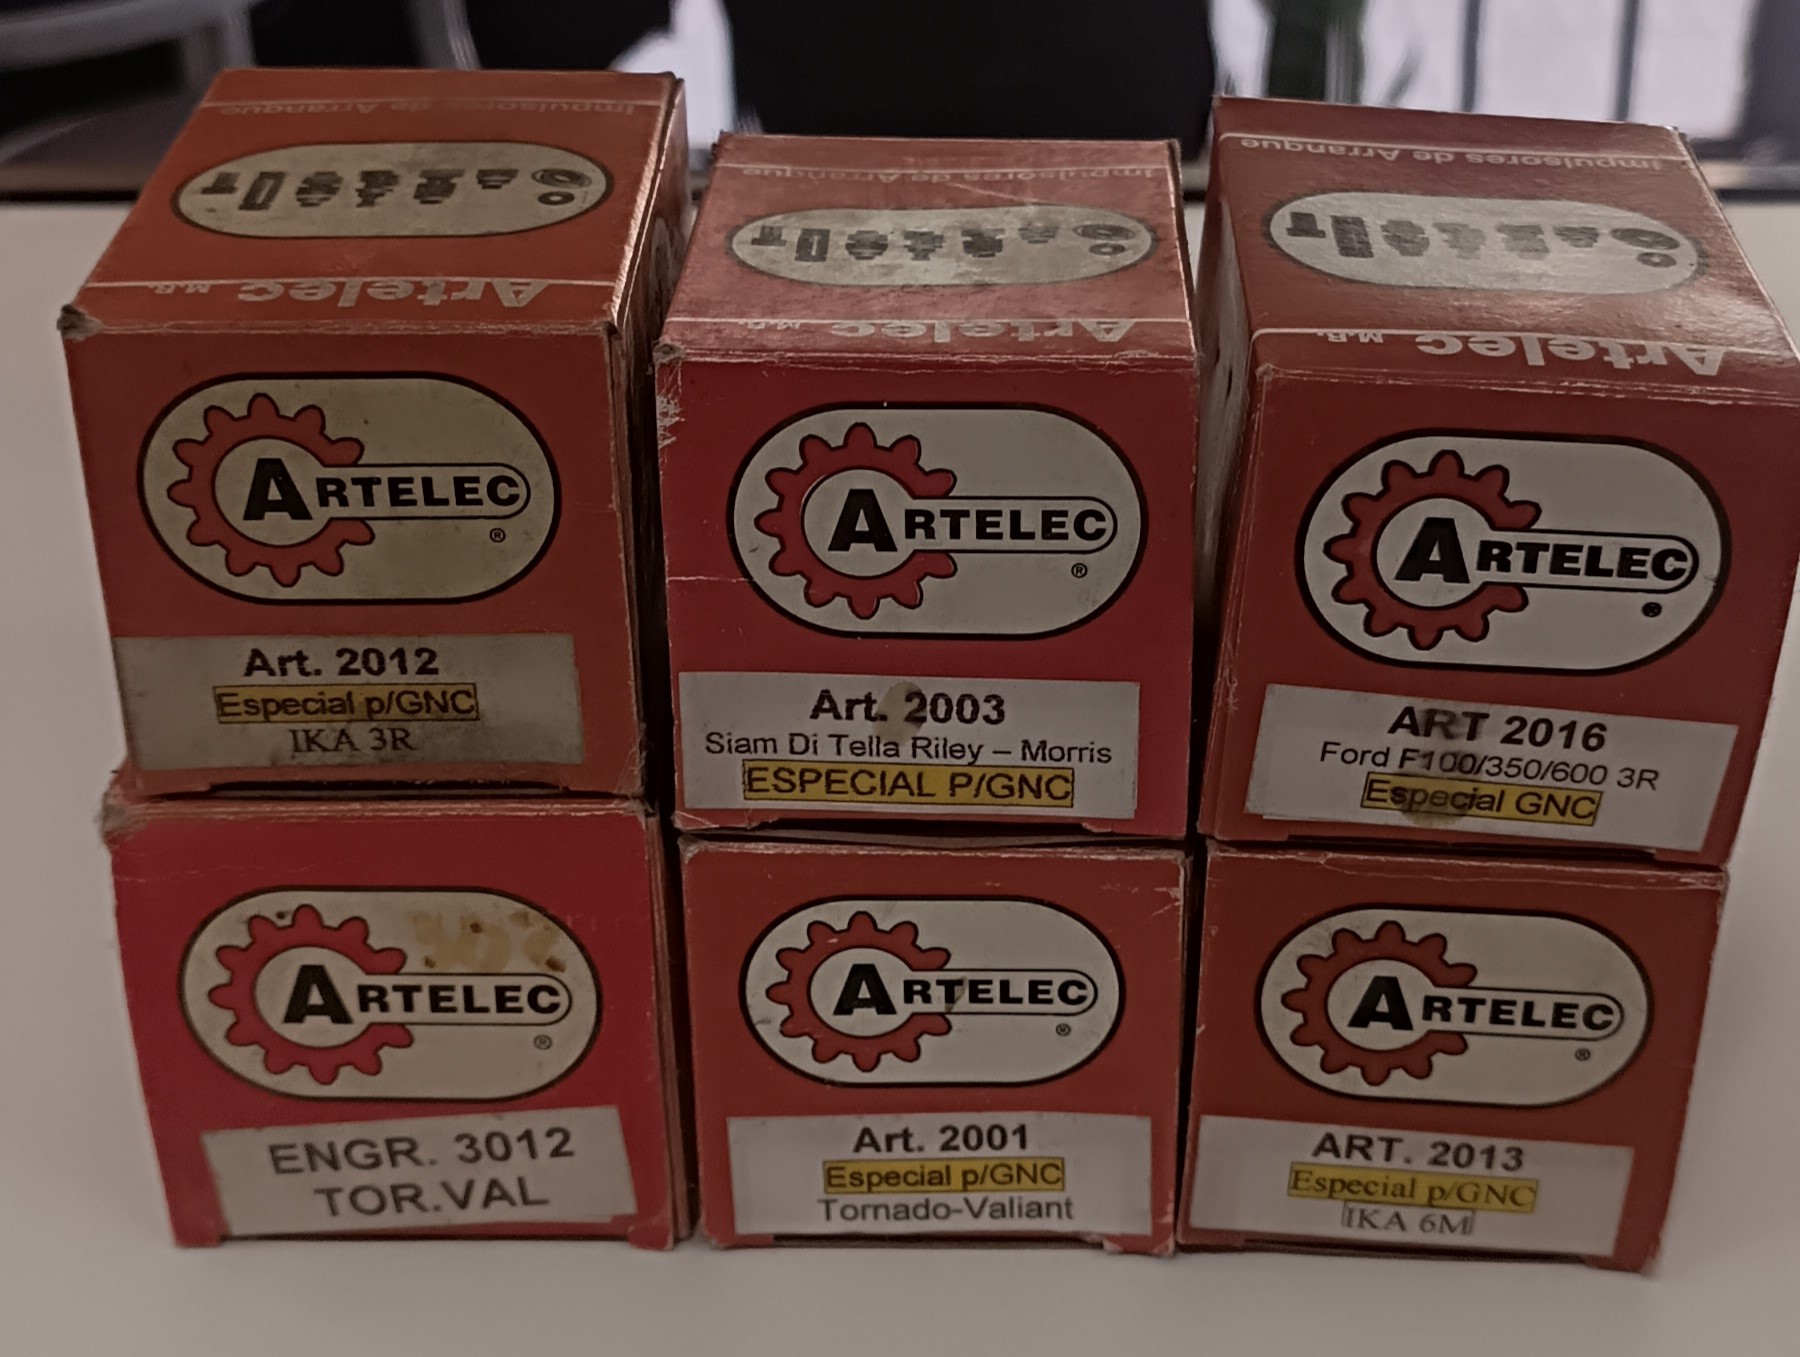 Impulsores de Arranque
Artelec M.R.
ARTELEC
®
Art. 2012
Especial p/GNC
IKA 3R
Impulsores de Arranque
Artelec M.R.
ARTELEC
®
Art. 2003
Siam Di Tella Riley – Morris
ESPECIAL P/GNC
Impulsores de Arranque
Artelec M.R.
ARTELEC
®
ART 2016
Ford F100/350/600 3R
Especial GNC
ARTELEC
®
ENGR. 3012
TOR.VAL
ARTELEC
®
Art. 2001
Especial p/GNC
Tornado-Valiant
ARTELEC
®
ART. 2013
Especial p/GNC
IKA 6M